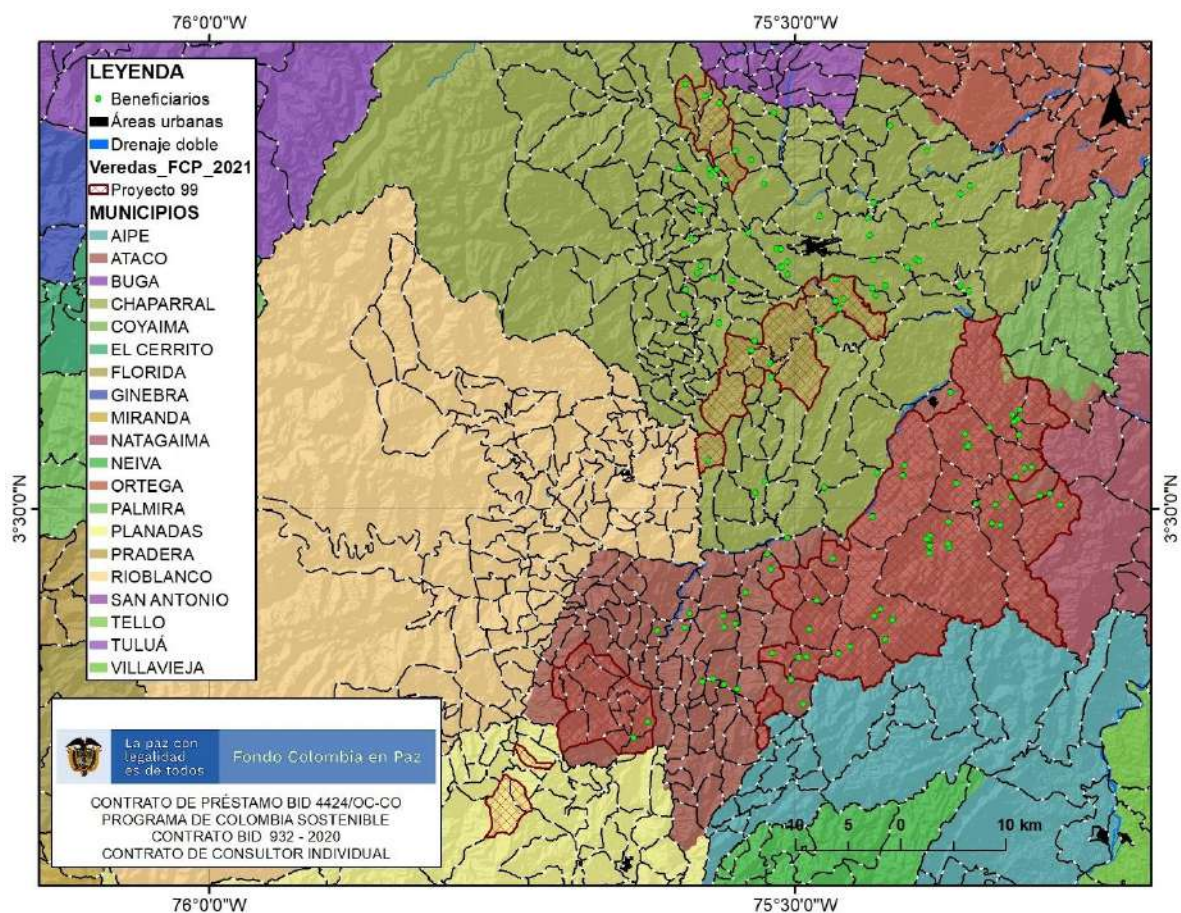 76°0'0"W
75°30'0"W
LEYENDA
Beneficiarios
Áreas urbanas
Drenaje doble
Veredas_FCP_2021
Proyecto 99
MUNICIPIOS
AIPE
ATACO
BUGA
CHAPARRAL
COYAIMA
EL CERRITO
FLORIDA
GINEBRA
MIRANDA
NATAGAIMA
NEIVA
ORTEGA
PALMIRA
PLANADAS
PRADERA
RIOBLANCO
SAN ANTONIO
TELLO
TULUÁ
VILLAVIEJA
3°30'0"N
3°30'0"N
La paz con
legalidad
es de todos
Fondo Colombia en Paz
CONTRATO DE PRÉSTAMO BID 4424/OC-CO
PROGRAMA DE COLOMBIA SOSTENIBLE
CONTRATO BID 932 - 2020
CONTRATO DE CONSULTOR INDIVIDUAL
10 5 0 10 km
76°0'0"W
75°30'0"W